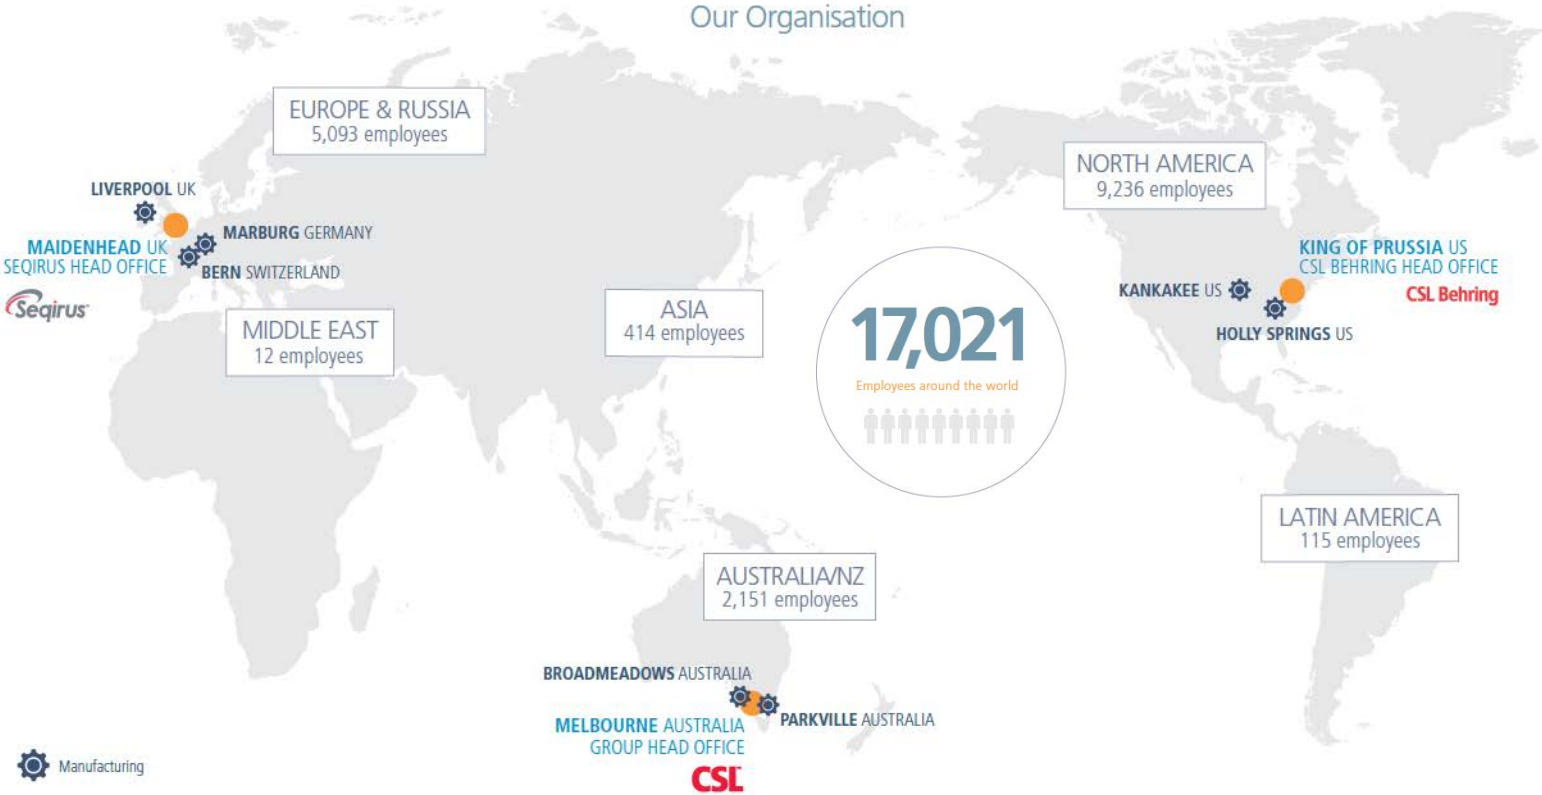 Our Organisation
EUROPE & RUSSIA
5,093 employees
NORTH AMERICA
9,236 employees
LIVERPOOL UK
MARBURG GERMANY
MAIDENHEAD UK
SEQIRUS HEAD OFFICE
BERN SWITZERLAND
Seqirus
MIDDLE EAST
12 employees
ASIA
414 employees
17,021
Employees around the world
KING OF PRUSSIA US
CSL BEHRING HEAD OFFICE
CSL Behring
KANKAKEE US
HOLLY SPRINGS US
LATIN AMERICA
115 employees
AUSTRALIA/NZ
2,151 employees
BROADMEADOWS AUSTRALIA
PARKVILLE AUSTRALIA
MELBOURNE AUSTRALIA
GROUP HEAD OFFICE
CSL
Manufacturing